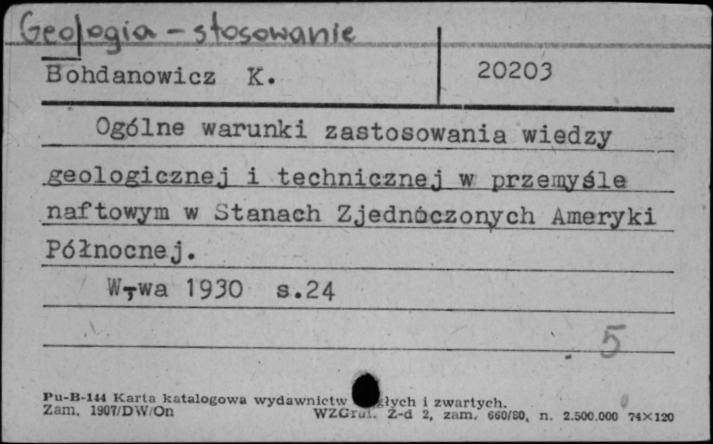 Geologia - stosowanie
Bohdanowicz K. 20203
Ogólne warunki zastosowania wiedzy
geologicznej i technicznej w przemyśle
naftowym w Stanach Zjednoczonych Ameryki
Północnej.
W-wa 1930 s.24
5
Pu-B-144 Karta katalogowa wydawnictw i zwartych.
Zam. 1907/DW/On WZGraf. Z-d 2, zam. 660/80, n. 2.500.000 74×120